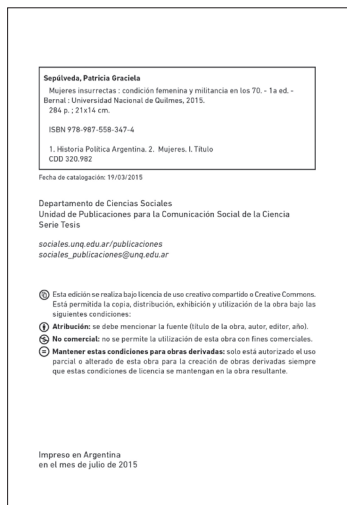 Sepúlveda, Patricia Graciela
Mujeres insurrectas : condición femenina y militancia en los 70. - 1a ed. -
Bernal : Universidad Nacional de Quilmes, 2015.
284 p. ; 21x14 cm.
ISBN 978-987-558-347-4
1. Historia Política Argentina. 2. Mujeres. I. Título
CDD 320.982
Fecha de catalogación: 19/03/2015
Departamento de Ciencias Sociales
Unidad de Publicaciones para la Comunicación Social de la Ciencia
Serie Tesis
sociales.unq.edu.ar/publicaciones
sociales_publicaciones@unq.edu.ar
Esta edición se realiza bajo licencia de uso creativo compartido o Creative Commons.
Está permitida la copia, distribución, exhibición y utilización de la obra bajo las
siguientes condiciones:
Atribución: se debe mencionar la fuente (título de la obra, autor, editor, año).
No comercial: no se permite la utilización de esta obra con fines comerciales.
Mantener estas condiciones para obras derivadas: solo está autorizado el uso
parcial o alterado de esta obra para la creación de obras derivadas siempre
que estas condiciones de licencia se mantengan en la obra resultante.
Impreso en Argentina
en el mes de julio de 2015